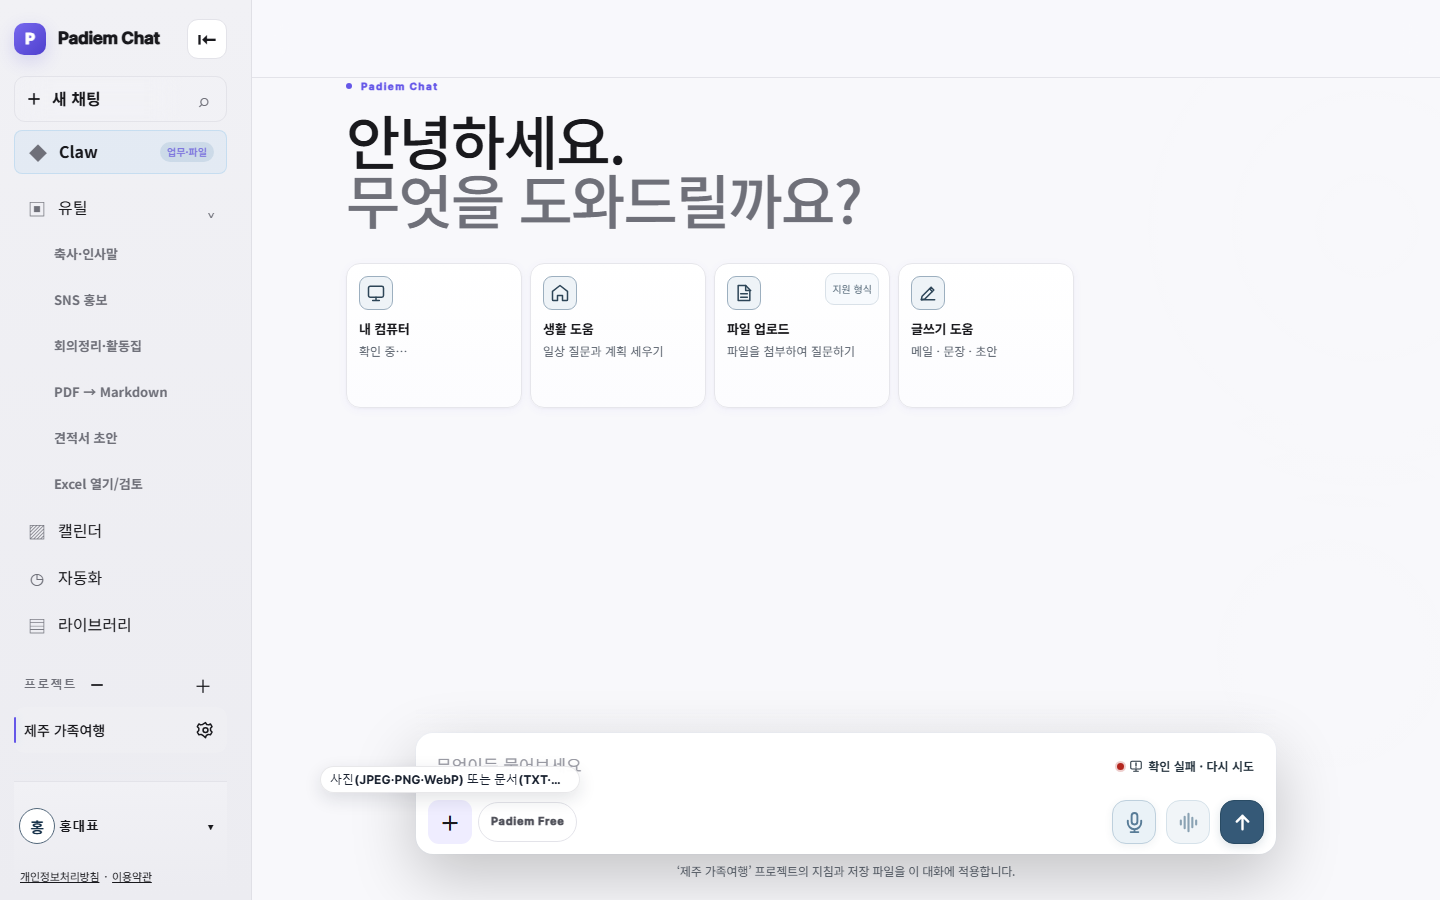 P Padiem Chat
+ 새 채팅
Claw 업무·파일
유틸
축사·인사말
SNS 홍보
회의정리·활동집
PDF → Markdown
견적서 초안
Excel 열기/검토
캘린더
자동화
라이브러리
프로젝트
제주 가족여행
홍 홍대표
개인정보처리방침 · 이용약관
Padiem Chat
안녕하세요.
무엇을 도와드릴까요?
내 컴퓨터
확인 중…
생활 도움
일상 질문과 계획 세우기
지원 형식
파일 업로드
파일을 첨부하여 질문하기
글쓰기 도움
메일 · 문장 · 초안
무엇이든 물어보세요
확인 실패 · 다시 시도
사진(JPEG·PNG·WebP) 또는 문서(TXT·...
+ Padiem Free
‘제주 가족여행’ 프로젝트의 지침과 저장 파일을 이 대화에 적용합니다.